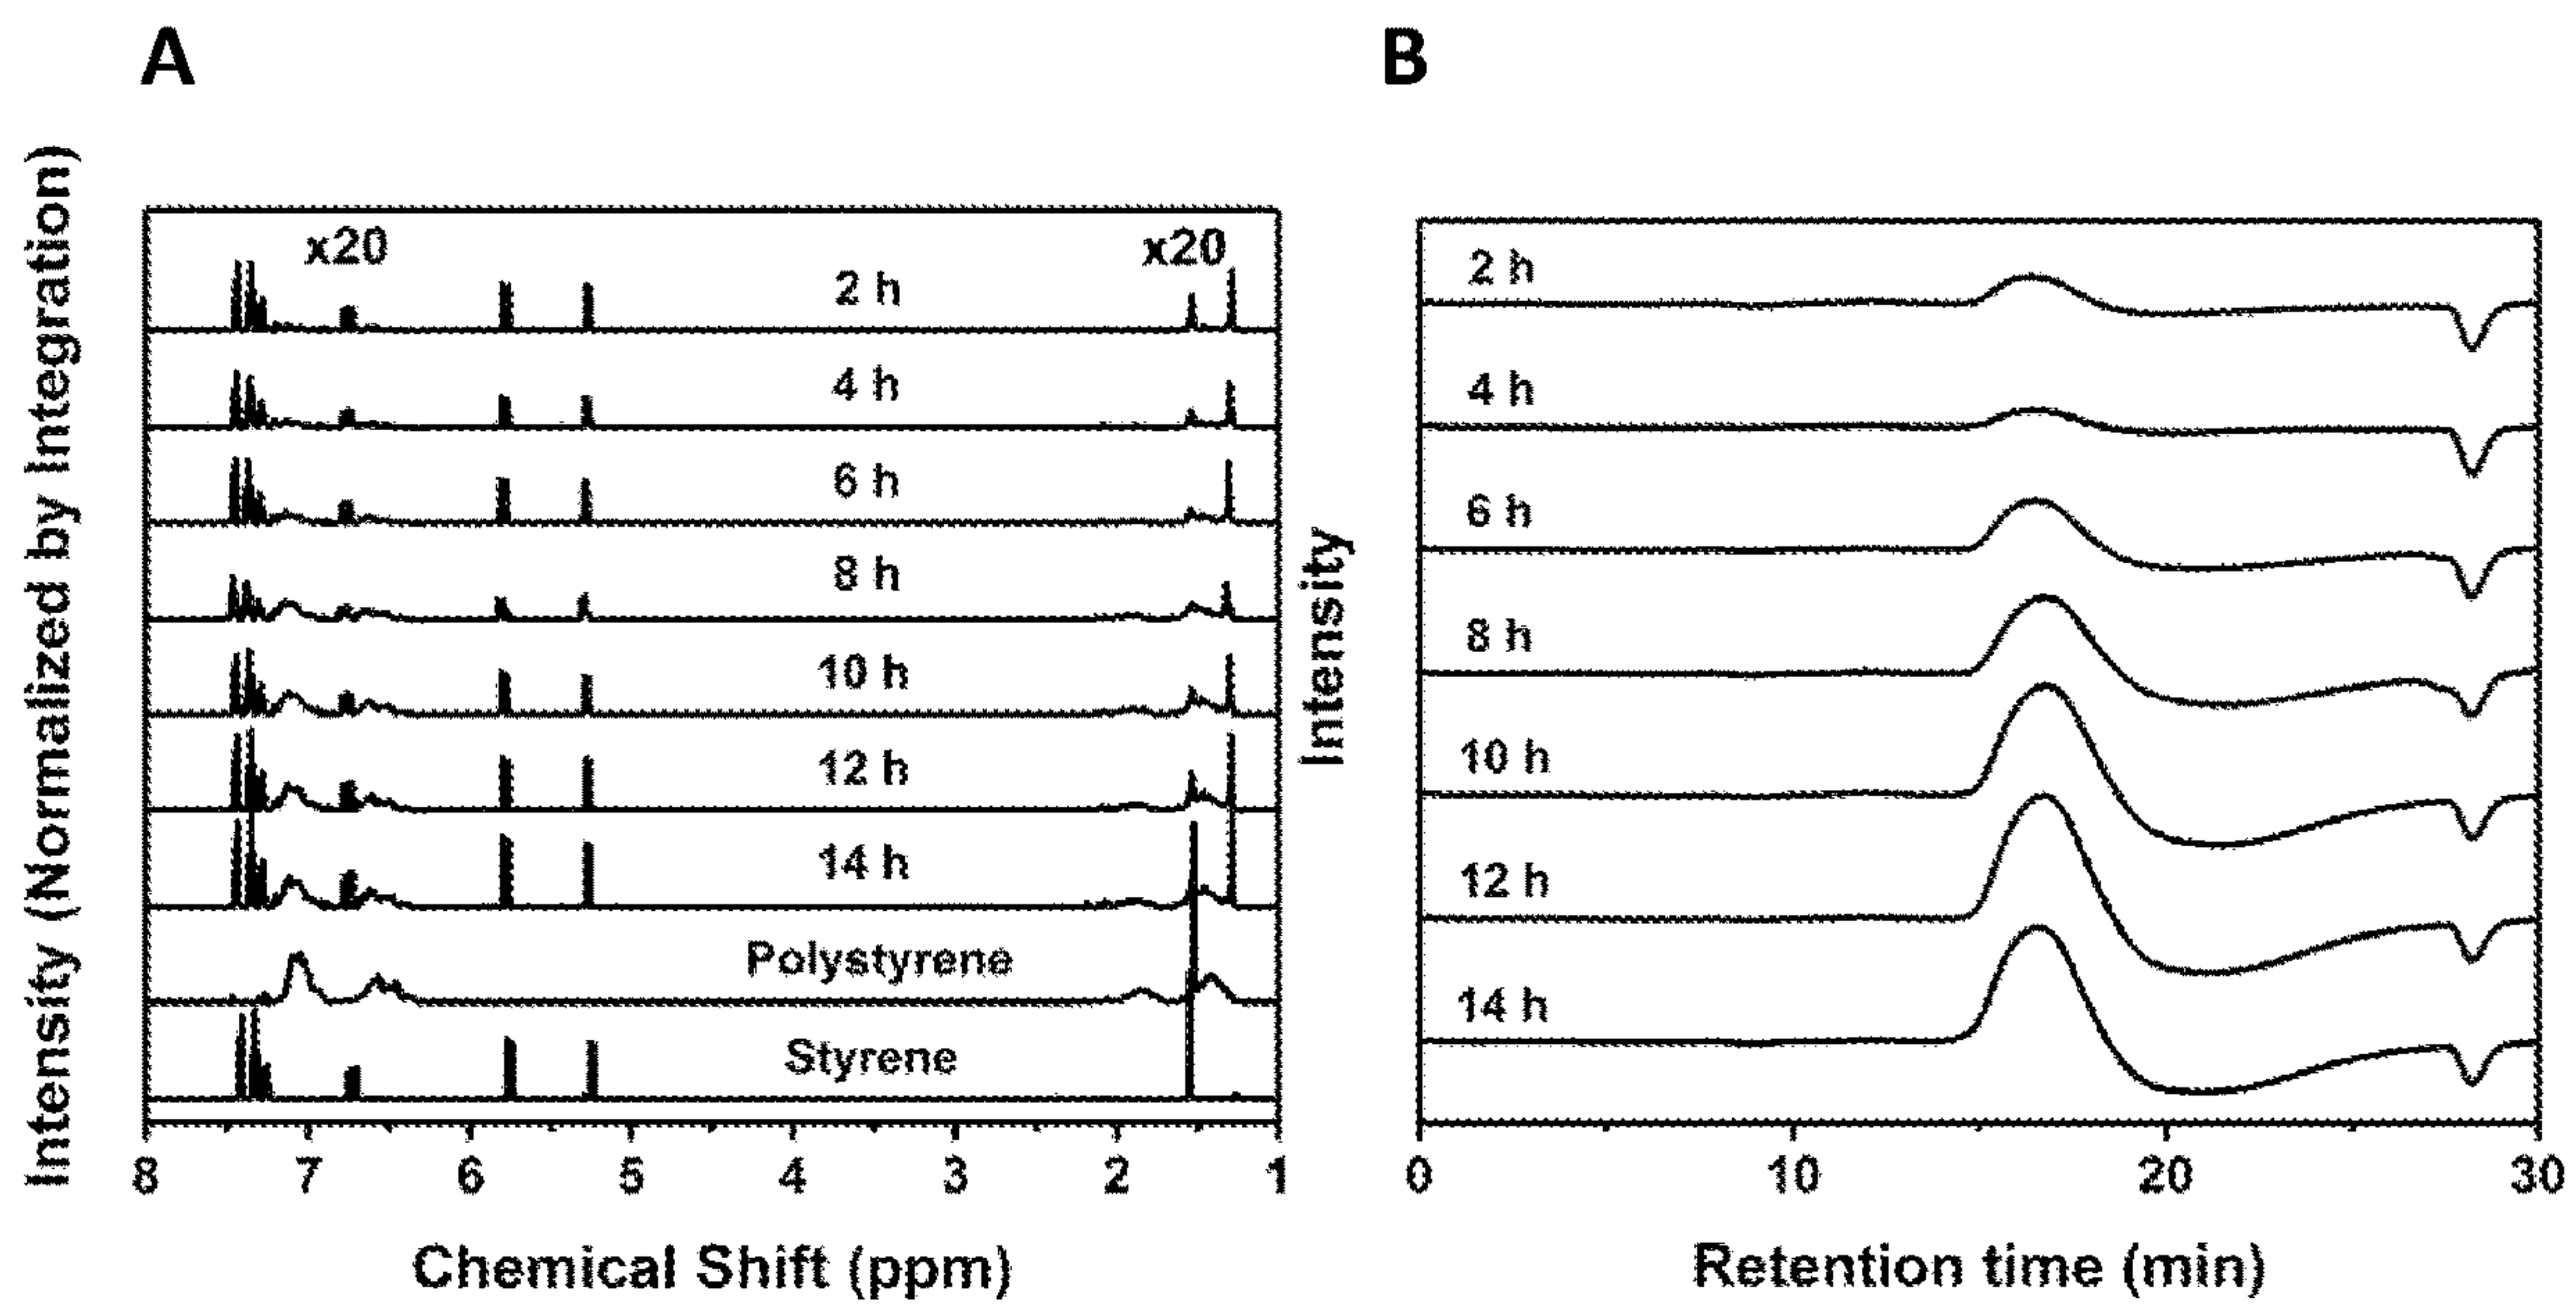 A
B
Intensity (Normalized by Integration)
x20
x20
2 h
4 h
6 h
8 h
10 h
12 h
14 h
Polystyrene
Styrene
8 7 6 5 4 3 2 1
Chemical Shift (ppm)
Intensity
2 h
4 h
6 h
8 h
10 h
12 h
14 h
0 10 20 30
Retention time (min)